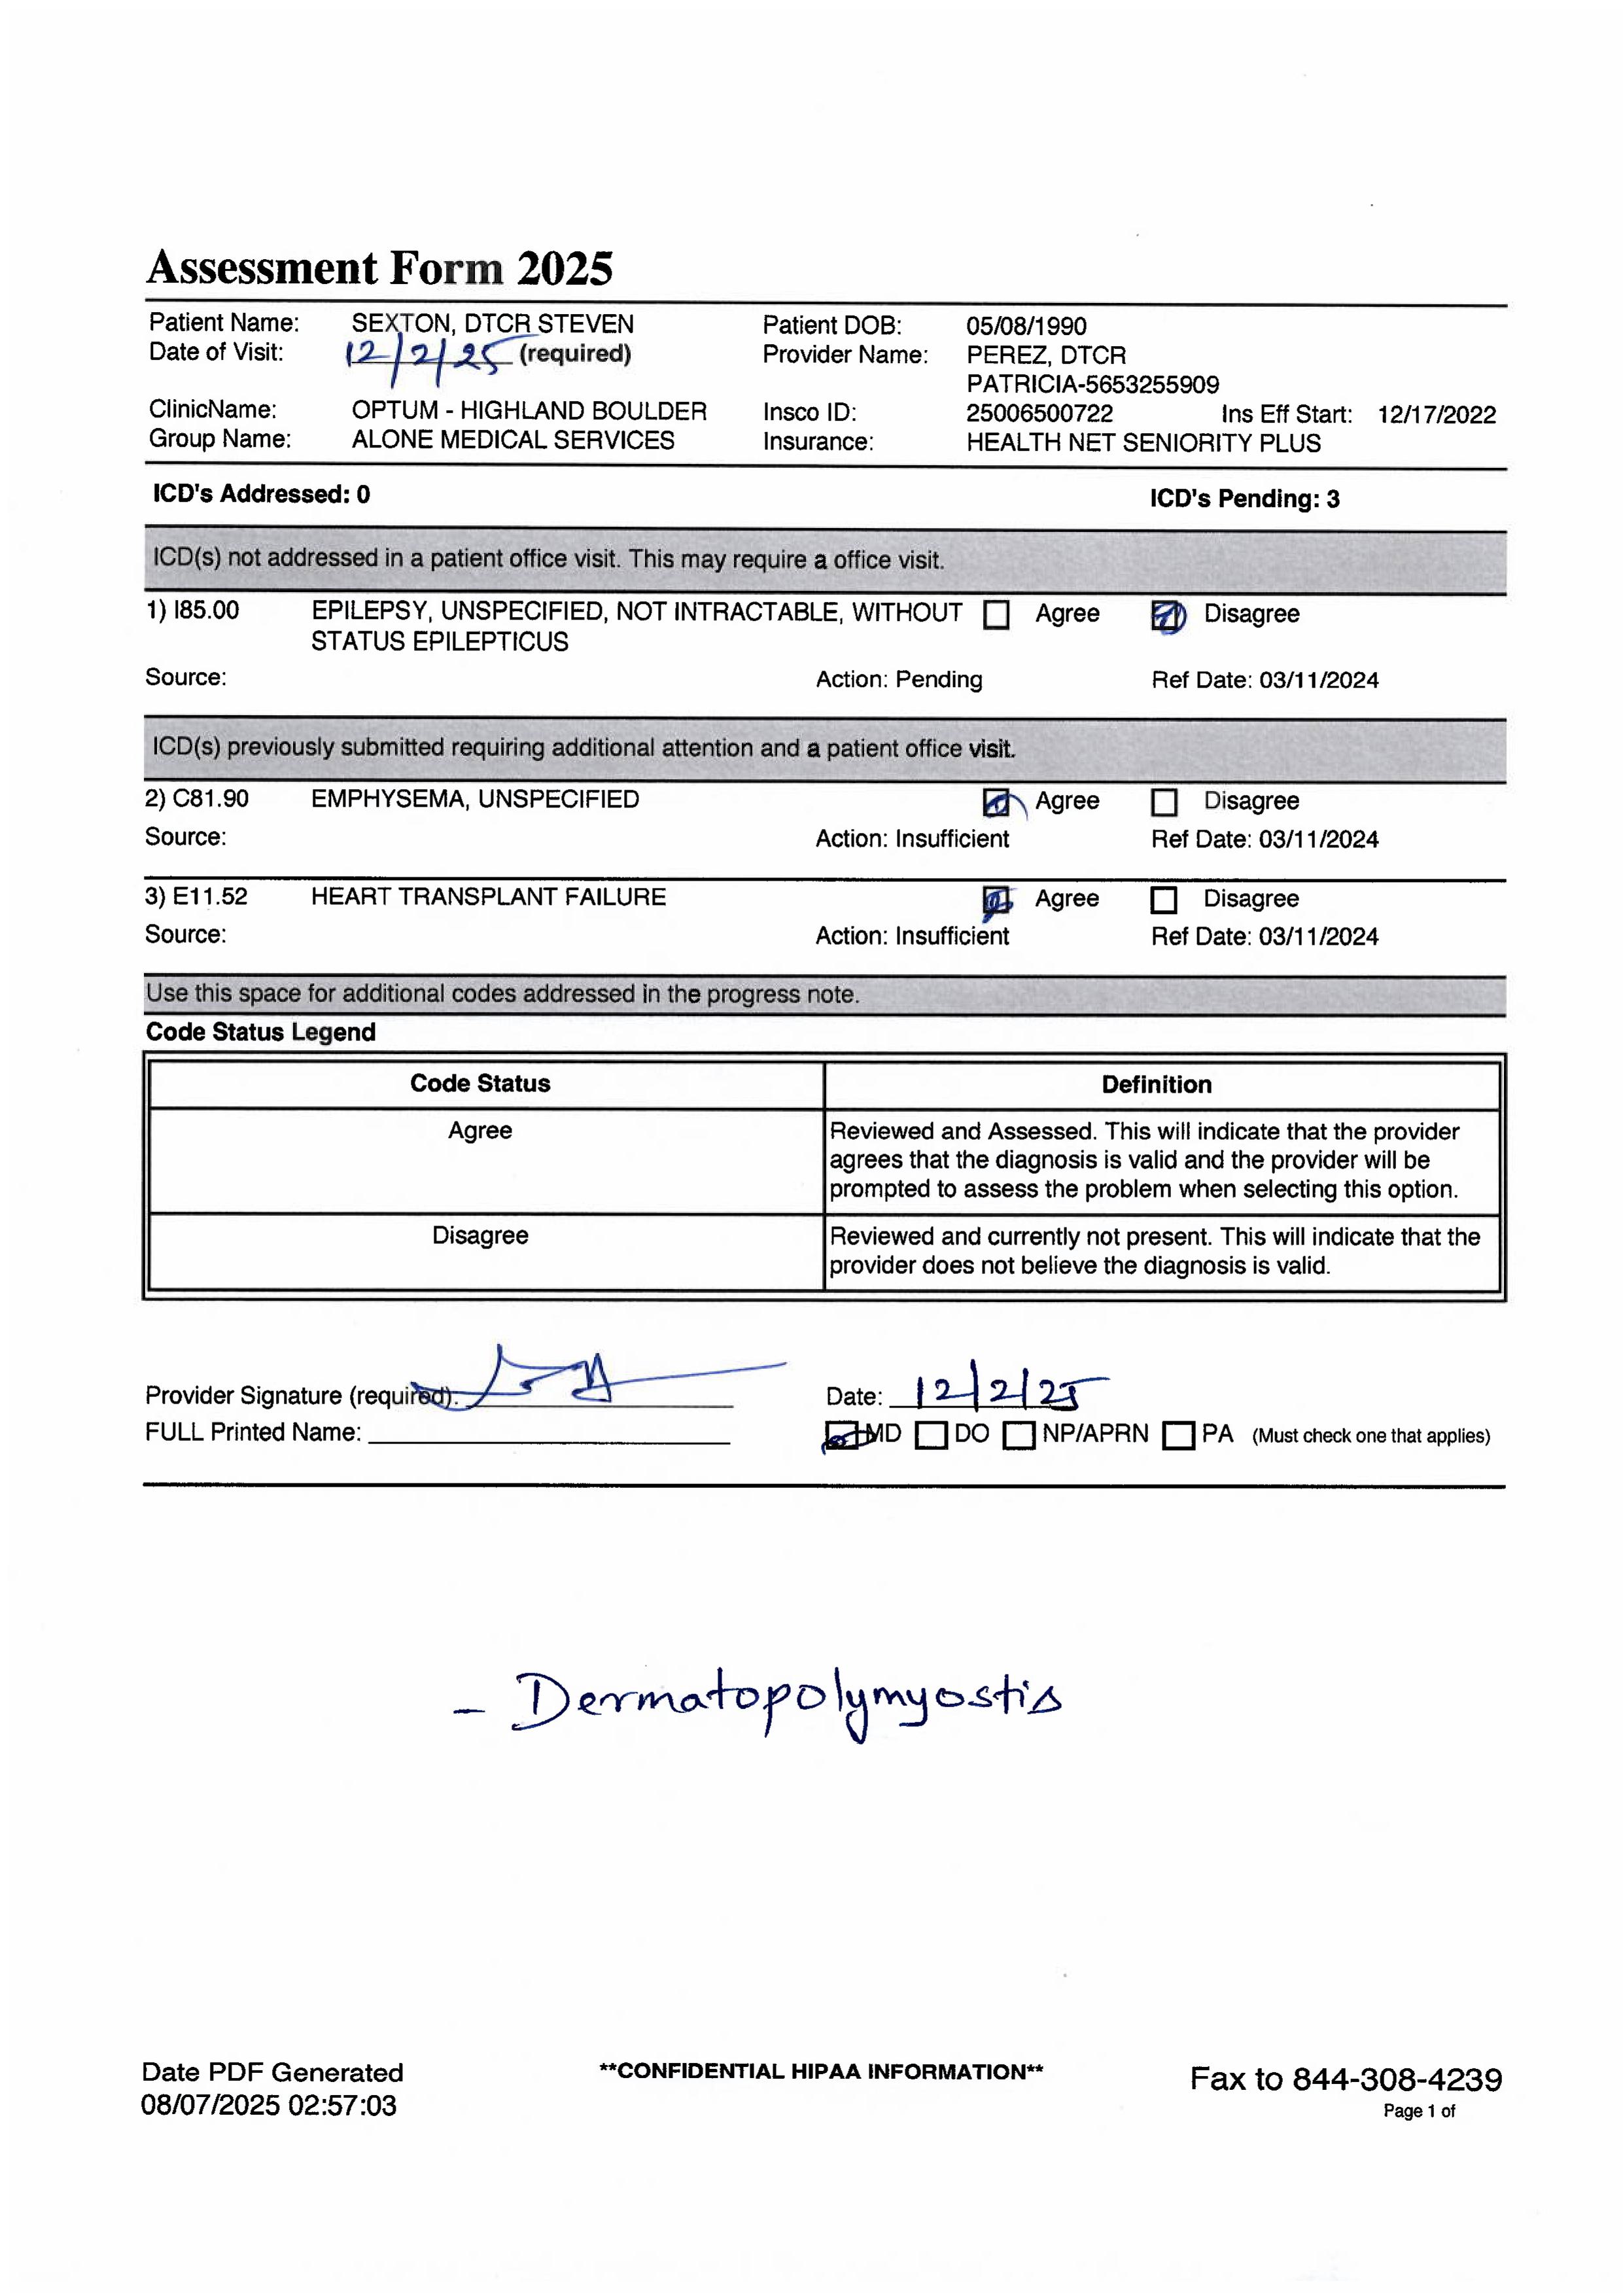 Assessment Form 2025
Patient Name: SEXTON, DTCR STEVEN Patient DOB: 05/08/1990
Date of Visit: 12/2/25 (required) Provider Name: PEREZ, DTCR
PATRICIA-5653255909
ClinicName: OPTUM - HIGHLAND BOULDER Insco ID: 25006500722 Ins Eff Start: 12/17/2022
Group Name: ALONE MEDICAL SERVICES Insurance: HEALTH NET SENIORITY PLUS
ICD's Addressed: 0 ICD's Pending: 3
ICD(s) not addressed in a patient office visit. This may require a office visit.
1) I85.00 EPILEPSY, UNSPECIFIED, NOT INTRACTABLE, WITHOUT Agree Disagree
STATUS EPILEPTICUS
Source: Action: Pending Ref Date: 03/11/2024
ICD(s) previously submitted requiring additional attention and a patient office visit.
2) C81.90 EMPHYSEMA, UNSPECIFIED Agree Disagree
Source: Action: Insufficient Ref Date: 03/11/2024
3) E11.52 HEART TRANSPLANT FAILURE Agree Disagree
Source: Action: Insufficient Ref Date: 03/11/2024
Use this space for additional codes addressed in the progress note.
Code Status Legend
Code Status Definition
Agree Reviewed and Assessed. This will indicate that the provider
agrees that the diagnosis is valid and the provider will be
prompted to assess the problem when selecting this option.
Disagree Reviewed and currently not present. This will indicate that the
provider does not believe the diagnosis is valid.
Provider Signature (required): Date: 12/2/25
FULL Printed Name: MD DO NP/APRN PA (Must check one that applies)
- Dermatopolymyostis
Date PDF Generated **CONFIDENTIAL HIPAA INFORMATION** Fax to 844-308-4239
08/07/2025 02:57:03 Page 1 of